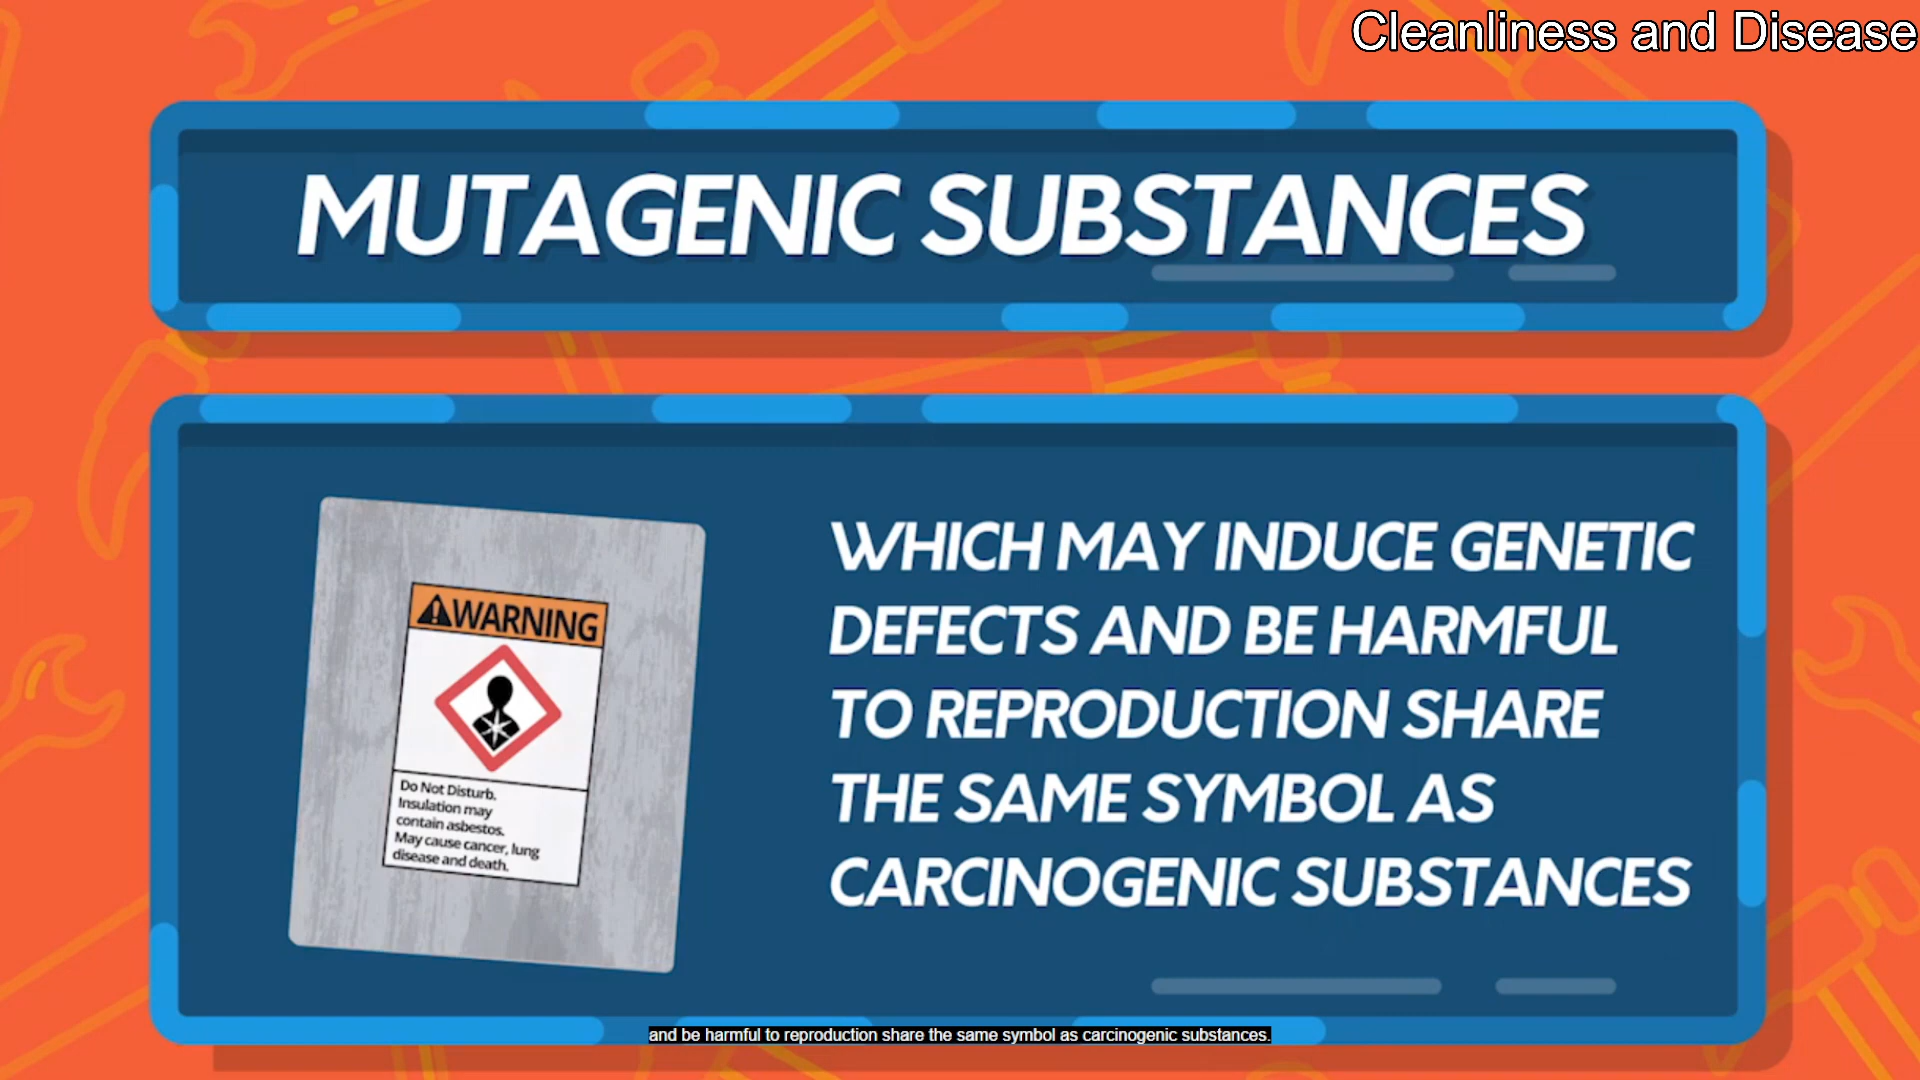 Cleanliness and Disease
MUTAGENIC SUBSTANCES
WHICH MAY INDUCE GENETIC
DEFECTS AND BE HARMFUL
TO REPRODUCTION SHARE
THE SAME SYMBOL AS
CARCINOGENIC SUBSTANCES
WARNING
Do Not Disturb.
Insulation may
contain asbestos.
May cause cancer, lung
disease and death.
and be harmful to reproduction share the same symbol as carcinogenic substances.